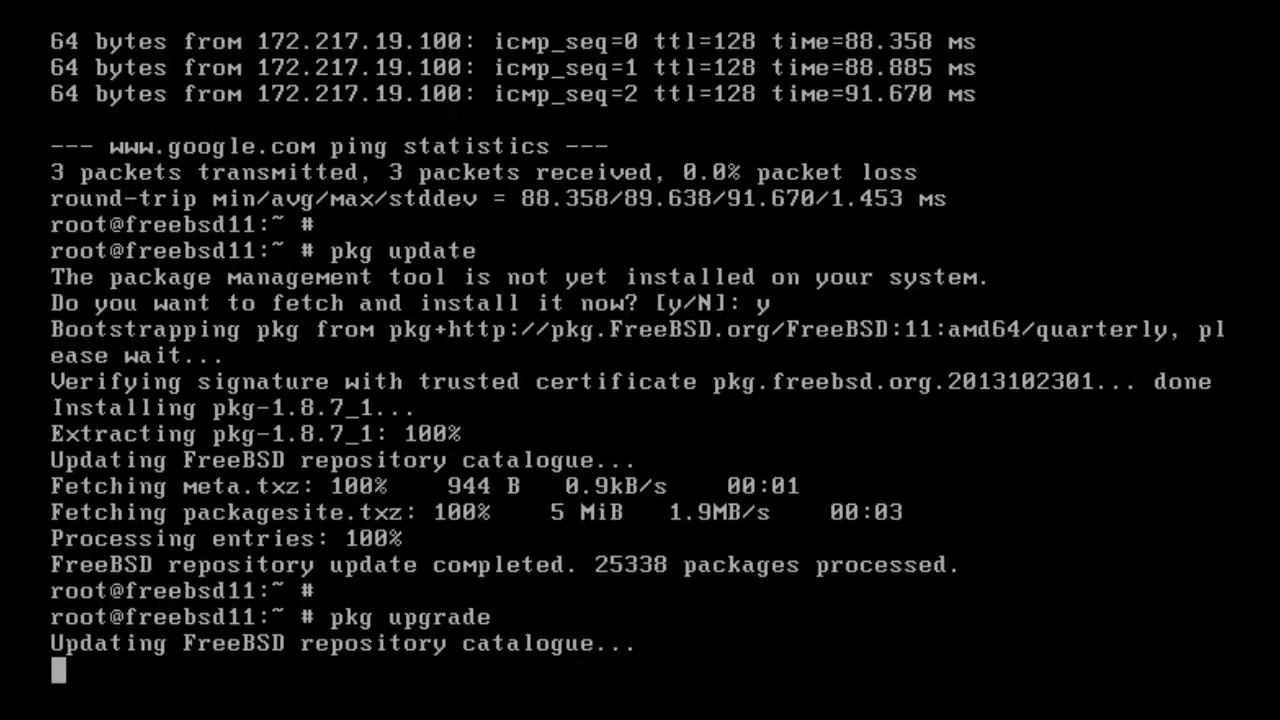 64 bytes from 172.217.19.100: icmp_seq=0 ttl=128 time=88.358 ms
64 bytes from 172.217.19.100: icmp_seq=1 ttl=128 time=88.885 ms
64 bytes from 172.217.19.100: icmp_seq=2 ttl=128 time=91.670 ms
--- www.google.com ping statistics ---
3 packets transmitted, 3 packets received, 0.0% packet loss
round-trip min/avg/max/stddev = 88.358/89.638/91.670/1.453 ms
root@freebsd11:~ #
root@freebsd11:~ # pkg update
The package management tool is not yet installed on your system.
Do you want to fetch and install it now? [y/N]: y
Bootstrapping pkg from pkg+http://pkg.FreeBSD.org/FreeBSD:11:amd64/quarterly, pl
ease wait...
Verifying signature with trusted certificate pkg.freebsd.org.2013102301... done
Installing pkg-1.8.7_1...
Extracting pkg-1.8.7_1: 100%
Updating FreeBSD repository catalogue...
Fetching meta.txz: 100%    944 B   0.9kB/s    00:01
Fetching packagesite.txz: 100%    5 MiB   1.9MB/s    00:03
Processing entries: 100%
FreeBSD repository update completed. 25338 packages processed.
root@freebsd11:~ #
root@freebsd11:~ # pkg upgrade
Updating FreeBSD repository catalogue...